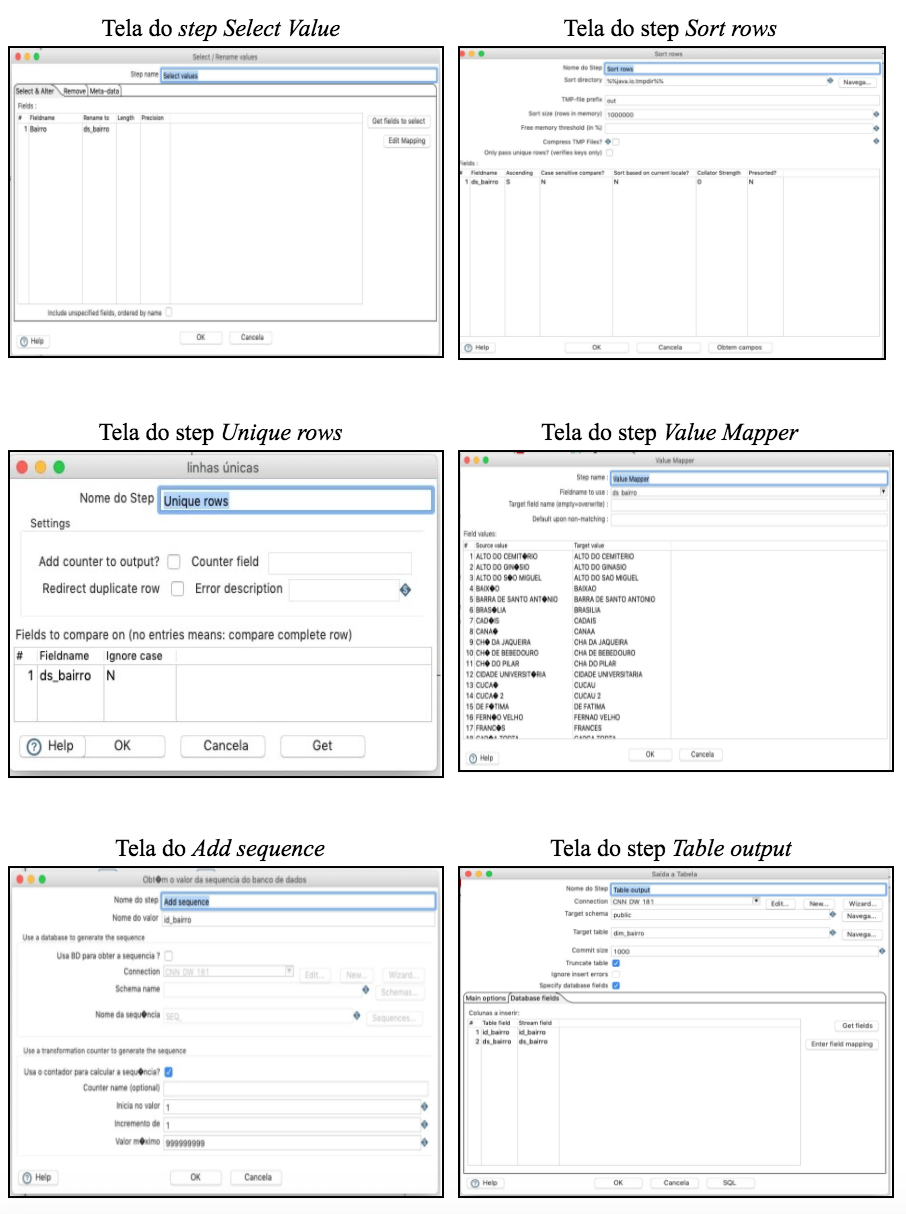 Tela do step Select Value
Select / Rename values
Step name Select values
Select & Alter Remove Meta-data
Fields :
# Fieldname Rename to Length Precision
1 Bairro ds_bairro
Get fields to select
Edit Mapping
Include unspecified fields, ordered by name
Help OK Cancela
Tela do step Sort rows
Sort rows
Nome do Step Sort rows
Sort directory %%java.io.tmpdir%% Navega...
TMP-file prefix out
Sort size (rows in memory) 1000000
Free memory threshold (in %)
Compress TMP Files?
Only pass unique rows? (verifies keys only)
Fields :
# Fieldname Ascending Case sensitive compare? Sort based on current locale? Collator Strength Presorted?
1 ds_bairro S N N 0 N
Help OK Cancela Obtem campos
Tela do step Unique rows
linhas únicas
Nome do Step Unique rows
Settings
Add counter to output? Counter field
Redirect duplicate row Error description
Fields to compare on (no entries means: compare complete row)
# Fieldname Ignore case
1 ds_bairro N
Help OK Cancela Get
Tela do step Value Mapper
Value Mapper
Step name : Value Mapper
Fieldname to use : ds_bairro
Target field name (empty=overwrite) :
Default upon non-matching :
Field values:
# Source value Target value
1 ALTO DO CEMIT�RIO ALTO DO CEMITERIO
2 ALTO DO GIN�SIO ALTO DO GINASIO
3 ALTO DO S�O MIGUEL ALTO DO SAO MIGUEL
4 BAIX�O BAIXAO
5 BARRA DE SANTO ANT�NIO BARRA DE SANTO ANTONIO
6 BRAS�LIA BRASILIA
7 CAD�IS CADAIS
8 CANA� CANAA
9 CH� DA JAQUEIRA CHA DA JAQUEIRA
10 CH� DE BEBEDOURO CHA DE BEBEDOURO
11 CH� DO PILAR CHA DO PILAR
12 CIDADE UNIVERSIT�RIA CIDADE UNIVERSITARIA
13 CUCA� CUCAU
14 CUCA� 2 CUCAU 2
15 DE F�TIMA DE FATIMA
16 FERN�O VELHO FERNAO VELHO
17 FRANC�S FRANCES
Help OK Cancela
Tela do Add sequence
Obt�m o valor da sequencia do banco de dados
Nome do step Add sequence
Nome do valor id_bairro
Use a database to generate the sequence
Usa BD para obter a sequencia ?
Connection CNN DW 181 Edit... New... Wizard...
Schema name Schemas...
Nome da sequ�ncia SEQ_ Sequences...
Use a transformation counter to generate the sequence
Usa o contador para calcular a sequ�ncia?
Counter name (optional)
Inicia no valor 1
Incremento de 1
Valor m�ximo 999999999
Help OK Cancela
Tela do step Table output
Saída a Tabela
Nome do Step Table output
Connection CNN DW 181 Edit... New... Wizard...
Target schema public Navega...
Target table dim_bairro Navega...
Commit size 1000
Truncate table
Ignore insert errors
Specify database fields
Main options Database fields
Colunas a inserir:
# Table field Stream field
1 id_bairro id_bairro
2 ds_bairro ds_bairro
Get fields
Enter field mapping
Help OK Cancela SQL